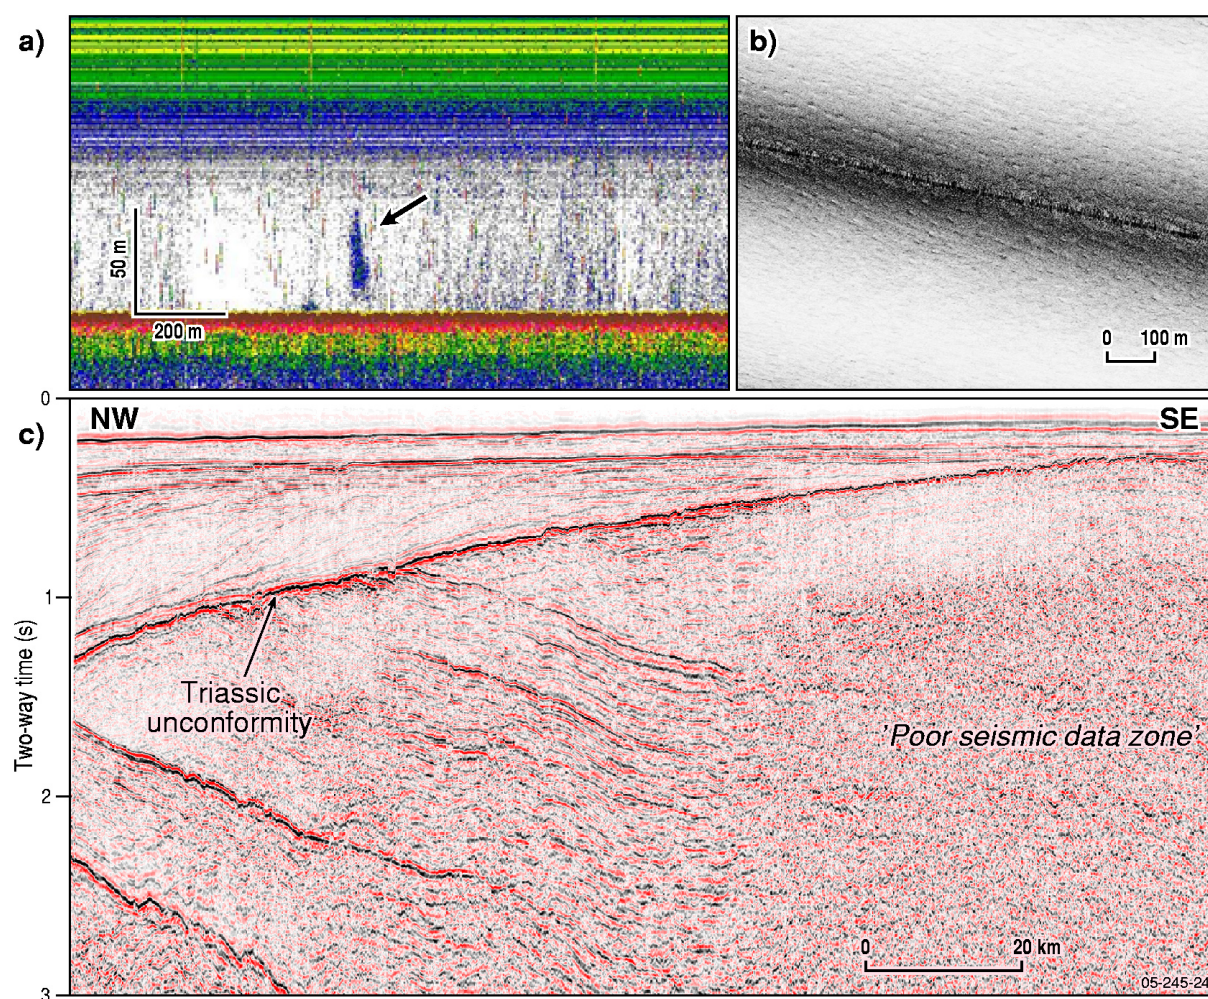 a)
50 m
200 m
b)
0 100 m
0
NW
SE
c)
1
Two-way time (s)
Triassic
unconformity
'Poor seismic data zone'
2
0 20 km
05-245-24
3